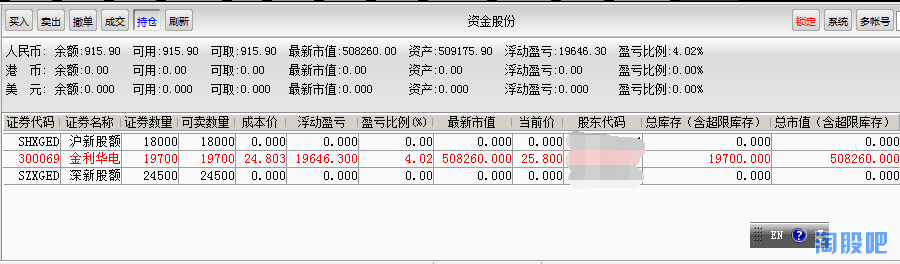 买入 卖出 撤单 成交 持仓 刷新 资金股份 锁定 系统 多帐号
人民币: 余额:915.90 可用:915.90 可取:915.90 最新市值:508260.00 资产:509175.90 浮动盈亏:19646.30 盈亏比例:4.02%
港 币: 余额:0.00 可用:0.00 可取:0.00 最新市值:0.00 资产:0.00 浮动盈亏:0.00 盈亏比例:0.00%
美 元: 余额:0.000 可用:0.000 可取:0.000 最新市值:0.000 资产:0.000 浮动盈亏:0.000 盈亏比例:0.00%
证券代码 证券名称 证券数量 可卖数量 成本价 浮动盈亏 盈亏比例(%) 最新市值 当前价 股东代码 总库存（含超限库存） 总市值（含超限库存）
SHXGED 沪新股额 18000 18000 0.000 0.000 0.00 0.000 0.000 0.000 0.000
300069 金利华电 19700 19700 24.803 19646.300 4.02 508260.000 25.800 19700.000 508260.000
SZXGED 深新股额 24500 24500 0.000 0.000 0.00 0.000 0.000 0.000 0.000
EN ?
淘股吧